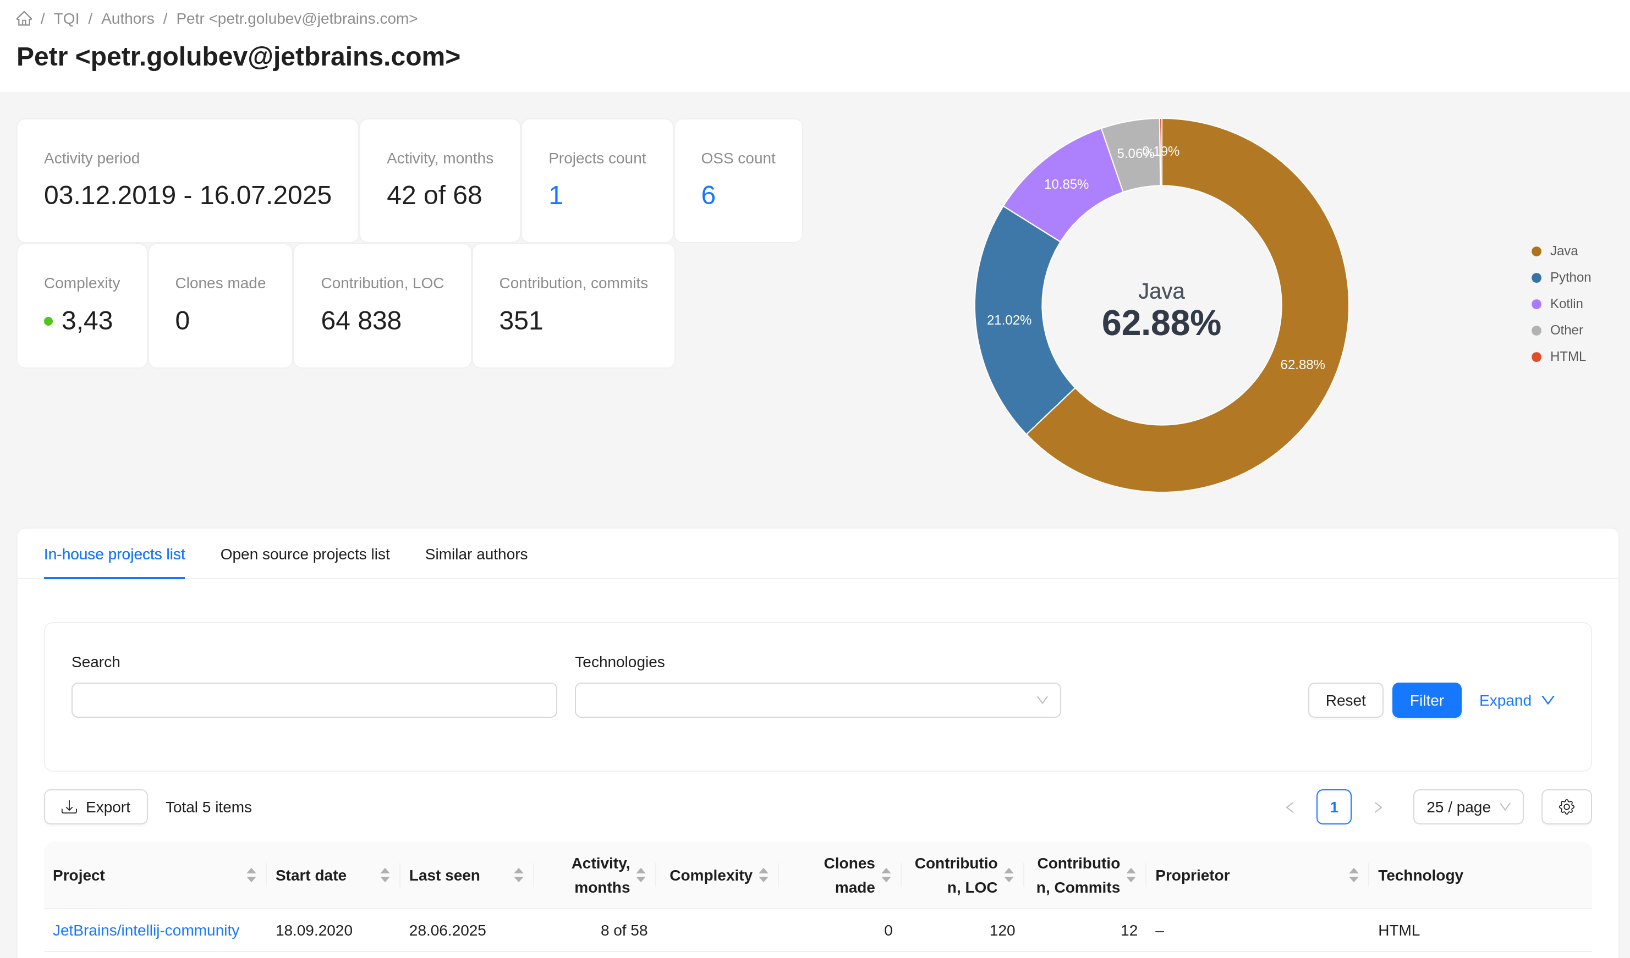 / TQI / Authors / Petr <petr.golubev@jetbrains.com>
Petr <petr.golubev@jetbrains.com>
Activity period
03.12.2019 - 16.07.2025
Activity, months
42 of 68
Projects count
1
OSS count
6
Complexity
3,43
Clones made
0
Contribution, LOC
64 838
Contribution, commits
351
5.06%
0.19%
10.85%
21.02%
62.88%
Java
62.88%
Java
Python
Kotlin
Other
HTML
In-house projects list Open source projects list Similar authors
Search
Technologies
Reset Filter Expand
Export Total 5 items
1
25 / page
Project
Start date
Last seen
Activity,
months
Complexity
Clones
made
Contributio
n, LOC
Contributio
n, Commits
Proprietor
Technology
JetBrains/intellij-community 18.09.2020 28.06.2025 8 of 58 0 120 12 – HTML